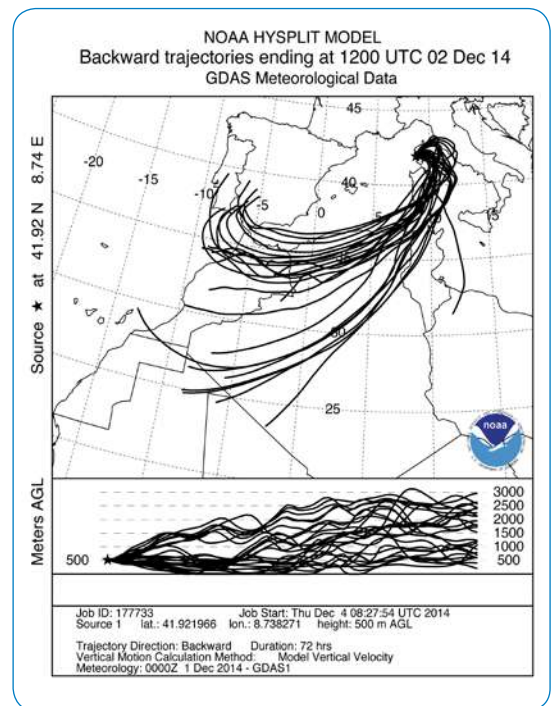 NOAA HYSPLIT MODEL
Backward trajectories ending at 1200 UTC 02 Dec 14
GDAS Meteorological Data
Source ★ at 41.92 N 8.74 E
45
-20
-15
-10
40
-5
0
5
15
25
noaa
Meters AGL
500
3000
2500
2000
1500
1000
500
Job ID: 177733 Job Start: Thu Dec 4 08:27:54 UTC 2014
Source 1 lat.: 41.921966 lon.: 8.738271 height: 500 m AGL
Trajectory Direction: Backward Duration: 72 hrs
Vertical Motion Calculation Method: Model Vertical Velocity
Meteorology: 0000Z 1 Dec 2014 - GDAS1